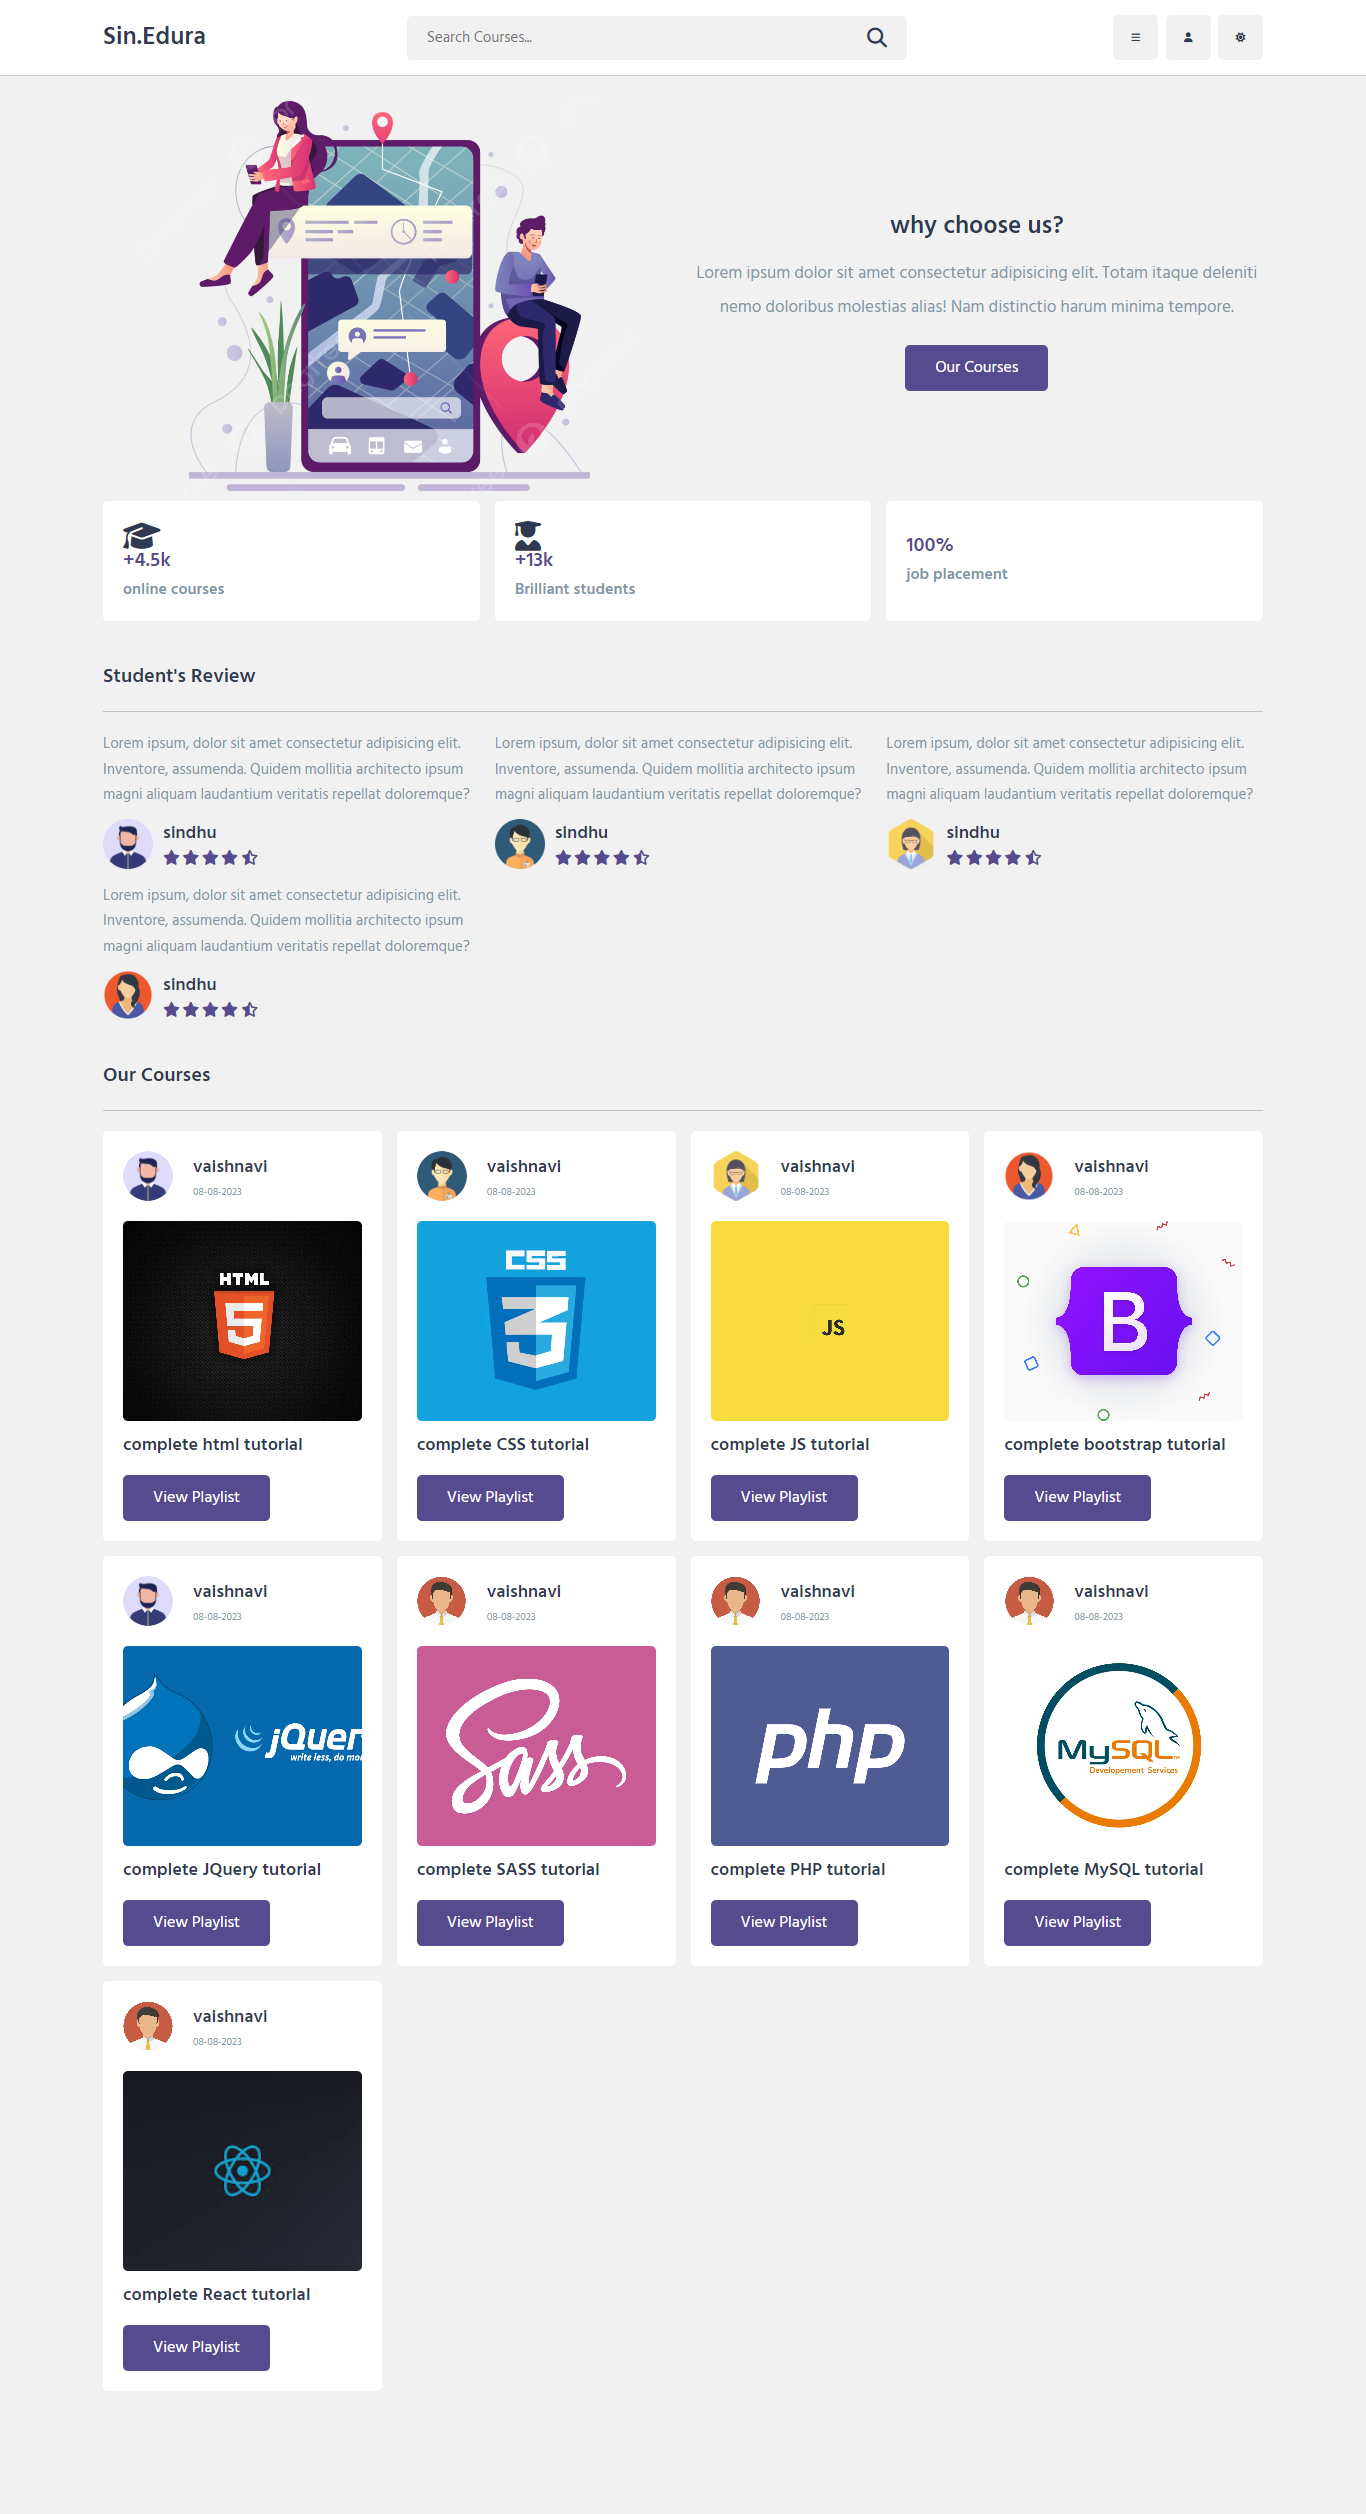 Sin.Edura
Search Courses...
why choose us?
Lorem ipsum dolor sit amet consectetur adipisicing elit. Totam itaque deleniti
nemo doloribus molestias alias! Nam distinctio harum minima tempore.
Our Courses
+4.5k
online courses
+13k
Brilliant students
100%
job placement
Student's Review
Lorem ipsum, dolor sit amet consectetur adipisicing elit.
Inventore, assumenda. Quidem mollitia architecto ipsum
magni aliquam laudantium veritatis repellat doloremque?
sindhu
Lorem ipsum, dolor sit amet consectetur adipisicing elit.
Inventore, assumenda. Quidem mollitia architecto ipsum
magni aliquam laudantium veritatis repellat doloremque?
sindhu
Lorem ipsum, dolor sit amet consectetur adipisicing elit.
Inventore, assumenda. Quidem mollitia architecto ipsum
magni aliquam laudantium veritatis repellat doloremque?
sindhu
Lorem ipsum, dolor sit amet consectetur adipisicing elit.
Inventore, assumenda. Quidem mollitia architecto ipsum
magni aliquam laudantium veritatis repellat doloremque?
sindhu
Our Courses
vaishnavi
08-08-2023
HTML
5
complete html tutorial
View Playlist
vaishnavi
08-08-2023
CSS
3
complete CSS tutorial
View Playlist
vaishnavi
08-08-2023
JS
complete JS tutorial
View Playlist
vaishnavi
08-08-2023
B
complete bootstrap tutorial
View Playlist
vaishnavi
08-08-2023
jQuer
write less, do mor
complete JQuery tutorial
View Playlist
vaishnavi
08-08-2023
Sass
complete SASS tutorial
View Playlist
vaishnavi
08-08-2023
php
complete PHP tutorial
View Playlist
vaishnavi
08-08-2023
MySQL™
Developement Services
complete MySQL tutorial
View Playlist
vaishnavi
08-08-2023
complete React tutorial
View Playlist